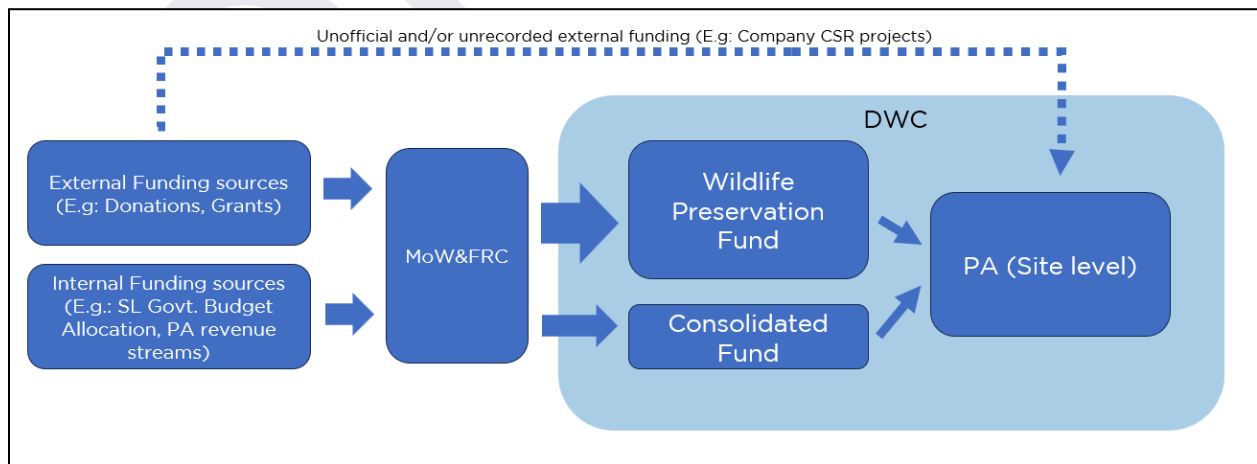 Unofficial and/or unrecorded external funding (E.g: Company CSR projects)
DWC
External Funding sources
(E.g: Donations, Grants)
Internal Funding sources
(E.g.: SL Govt. Budget
Allocation, PA revenue
streams)
MoW&FRC
Wildlife
Preservation
Fund
Consolidated
Fund
PA (Site level)